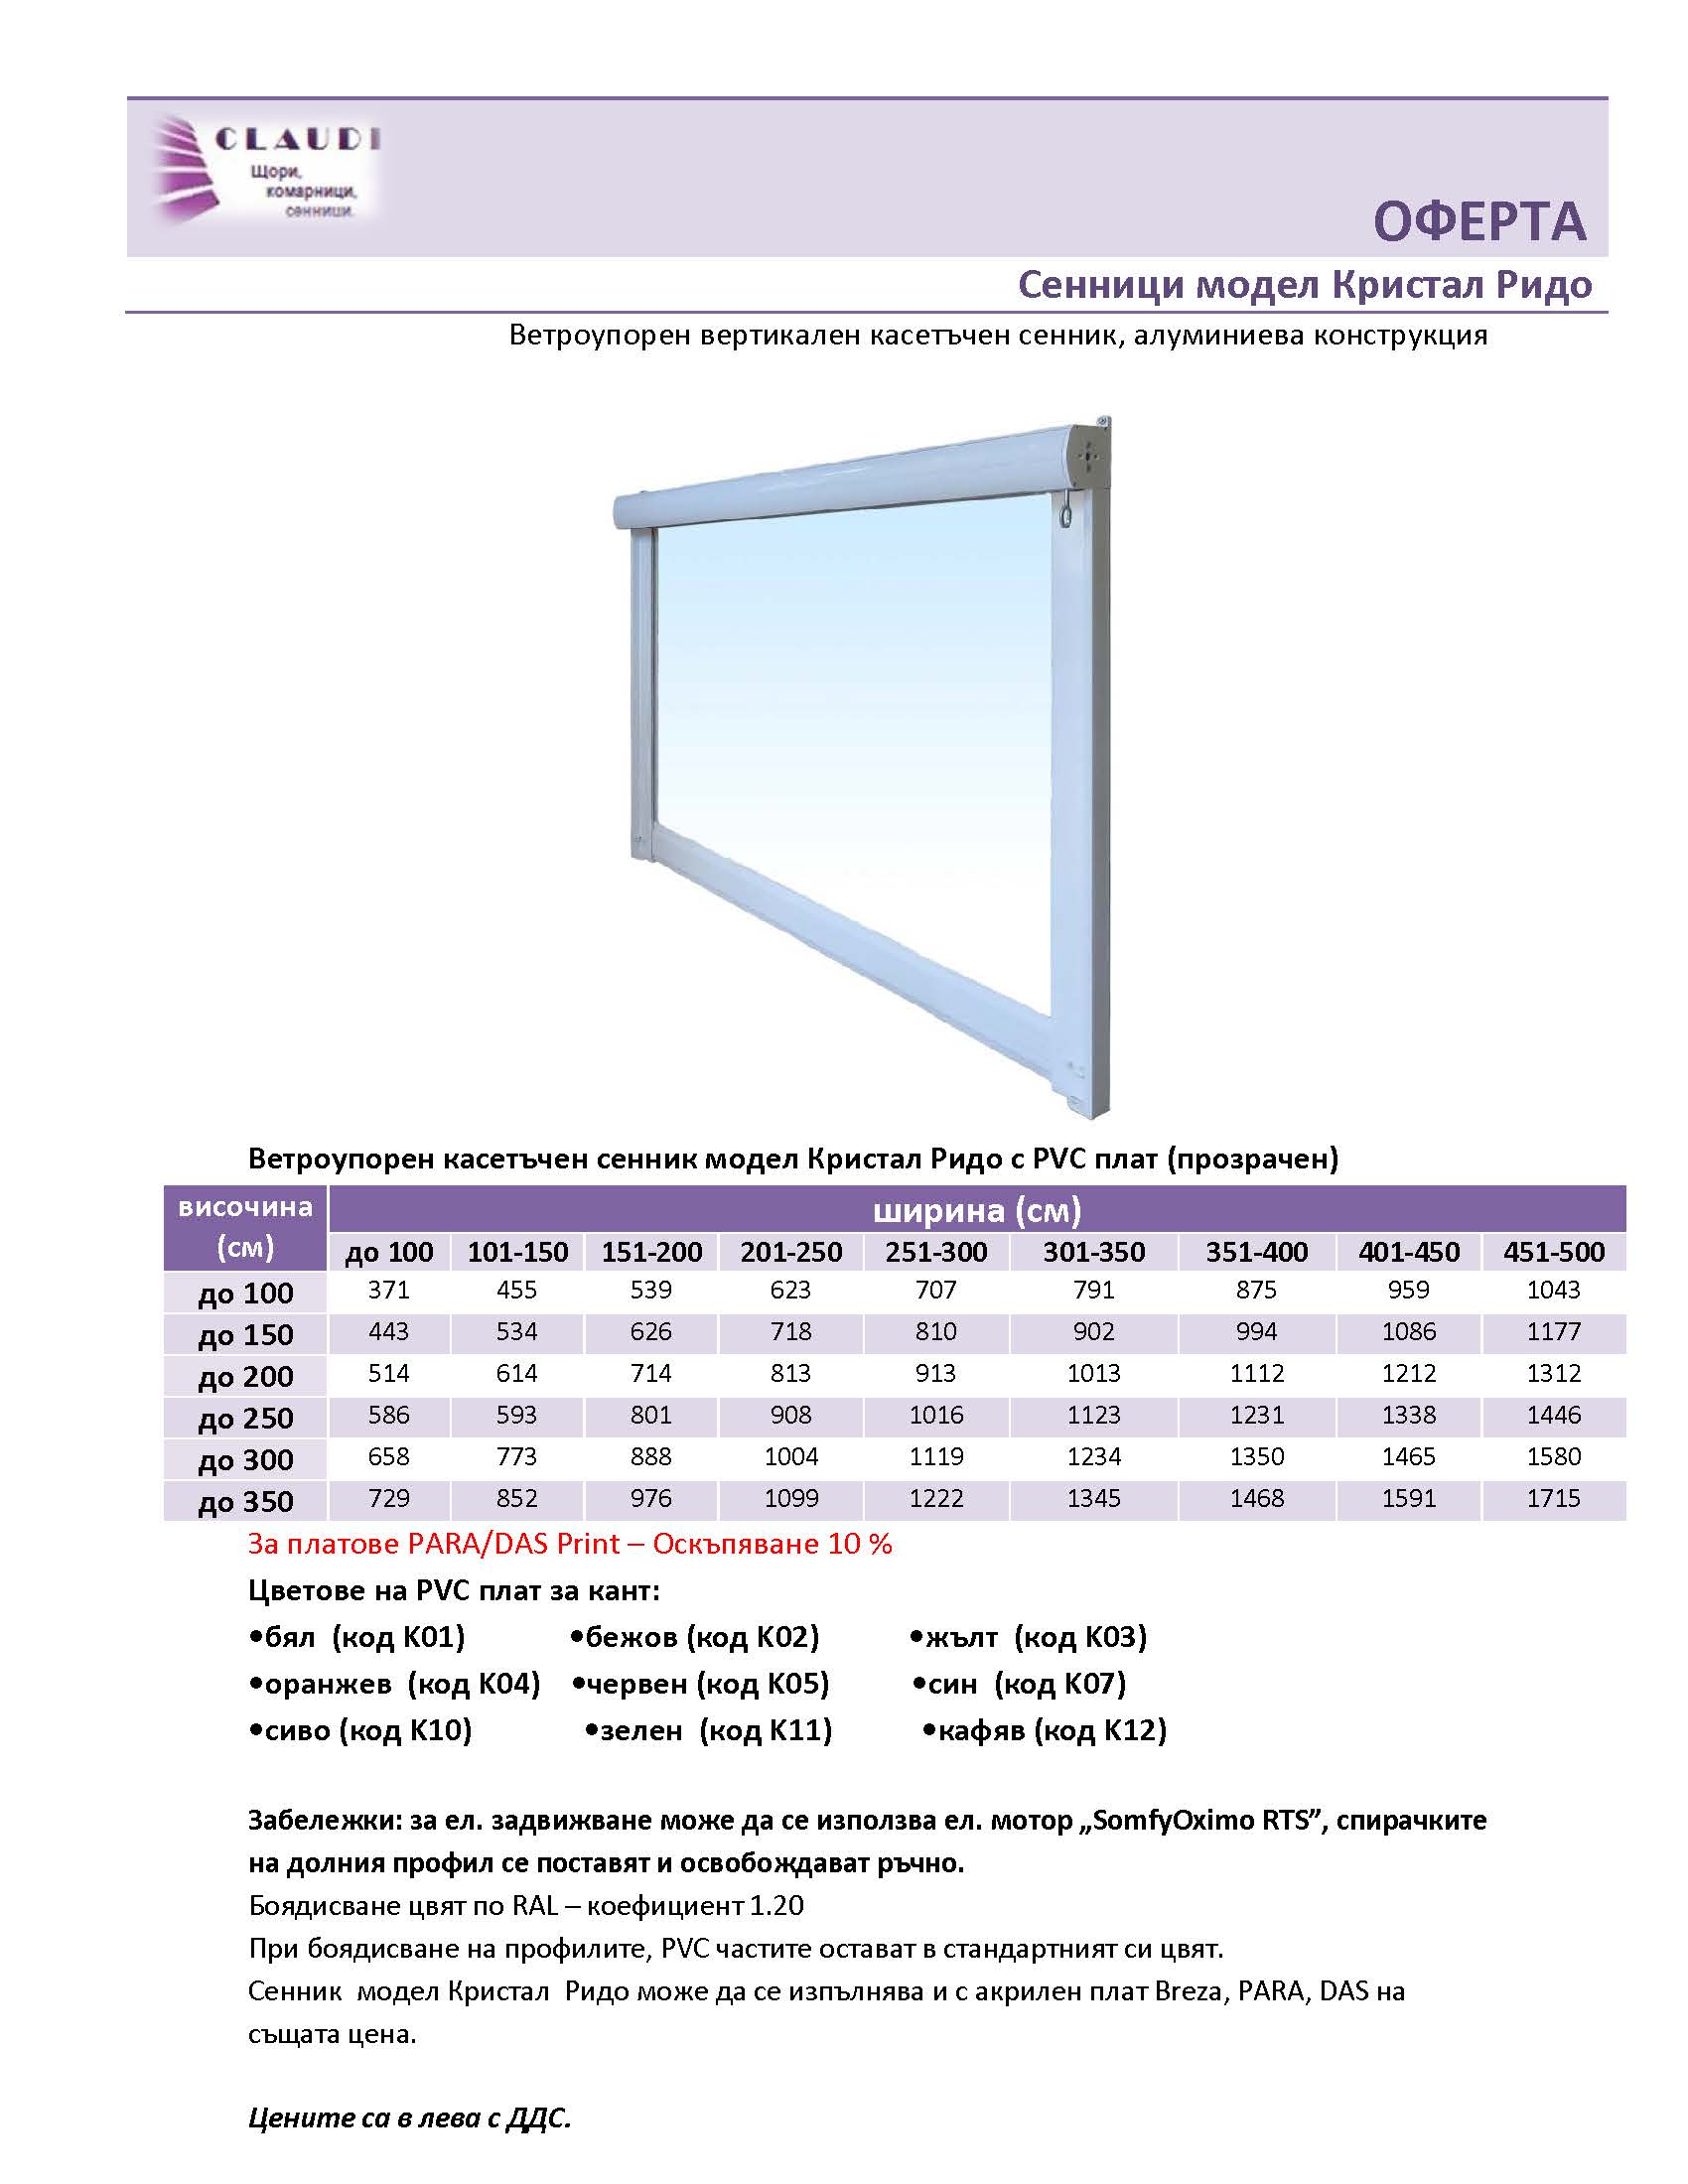 CLAUDI
Щори,
комарници,
сенници.
ОФЕРТА
Сенници модел Кристал Ридо
Ветроупорен вертикален касетъчен сенник, алуминиева конструкция
Ветроупорен касетъчен сенник модел Кристал Ридо с PVC плат (прозрачен)
височина (см) ширина (см)
до 100 101-150 151-200 201-250 251-300 301-350 351-400 401-450 451-500
до 100 371 455 539 623 707 791 875 959 1043
до 150 443 534 626 718 810 902 994 1086 1177
до 200 514 614 714 813 913 1013 1112 1212 1312
до 250 586 593 801 908 1016 1123 1231 1338 1446
до 300 658 773 888 1004 1119 1234 1350 1465 1580
до 350 729 852 976 1099 1222 1345 1468 1591 1715
За платове PARA/DAS Print – Оскъпяване 10 %
Цветове на PVC плат за кант:
•бял (код К01) •бежов (код К02) •жълт (код К03)
•оранжев (код К04) •червен (код К05) •син (код К07)
•сиво (код К10) •зелен (код К11) •кафяв (код К12)
Забележки: за ел. задвижване може да се използва ел. мотор „SomfyOximo RTS”, спирачките
на долния профил се поставят и освобождават ръчно.
Боядисване цвят по RAL – коефициент 1.20
При боядисване на профилите, PVC частите остават в стандартният си цвят.
Сенник модел Кристал Ридо може да се изпълнява и с акрилен плат Breza, PARA, DAS на
същата цена.
Цените са в лева с ДДС.